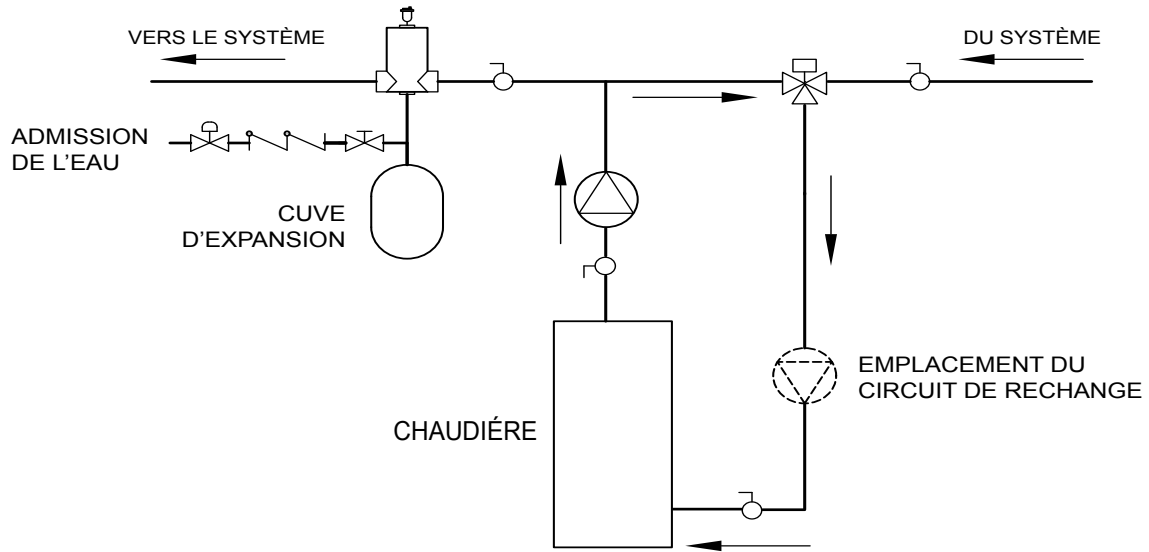 VERS LE SYSTÈME
DU SYSTÈME
ADMISSION
DE L'EAU
CUVE
D'EXPANSION
EMPLACEMENT DU
CIRCUIT DE RECHANGE
CHAUDIÉRE